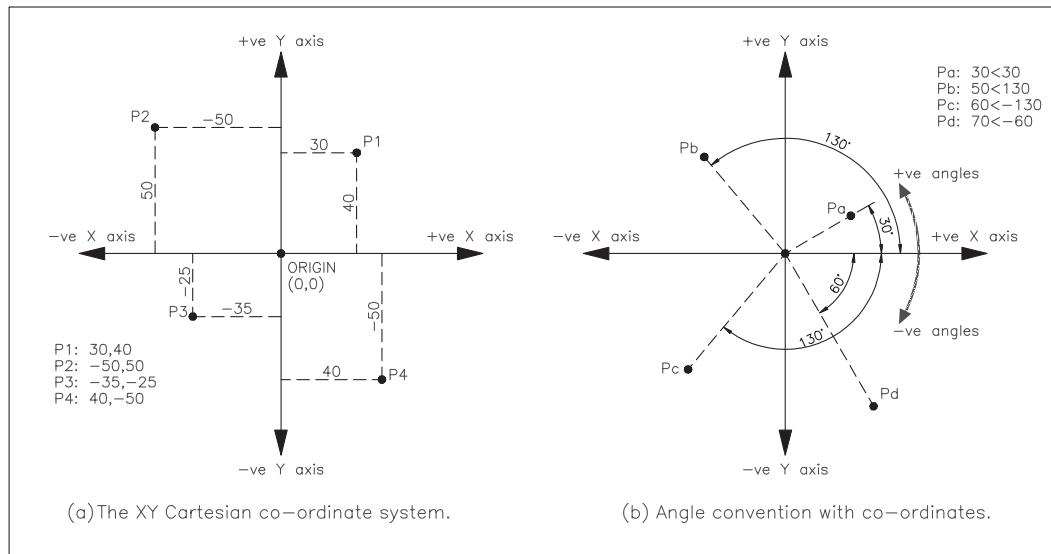 +ve Y axis
P2
−50
30
P1
50
40
−ve X axis
+ve X axis
ORIGIN
(0,0)
−25
−35
P3
−50
40
P4
P1: 30,40
P2: −50,50
P3: −35,−25
P4: 40,−50
−ve Y axis
(a) The XY Cartesian co−ordinate system.
+ve Y axis
Pa: 30<30
Pb: 50<130
Pc: 60<−130
Pd: 70<−60
130°
Pb
+ve angles
Pa
30°
−ve X axis
+ve X axis
60°
−ve angles
130°
Pc
Pd
−ve Y axis
(b) Angle convention with co−ordinates.